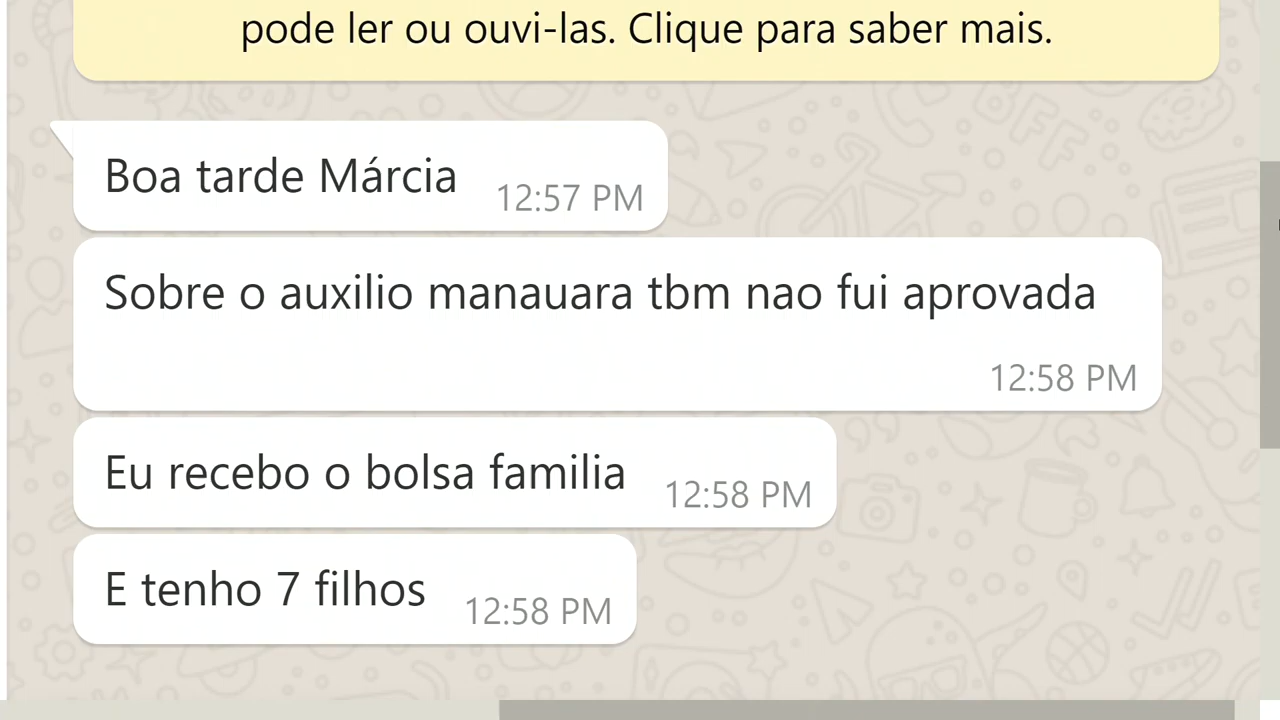 pode ler ou ouvi-las. Clique para saber mais.
Boa tarde Márcia
12:57 PM
Sobre o auxilio manauara tbm nao fui aprovada
12:58 PM
Eu recebo o bolsa familia
12:58 PM
E tenho 7 filhos
12:58 PM